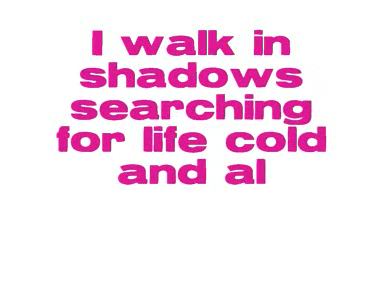 I walk in
shadows
searching
for life cold
and al